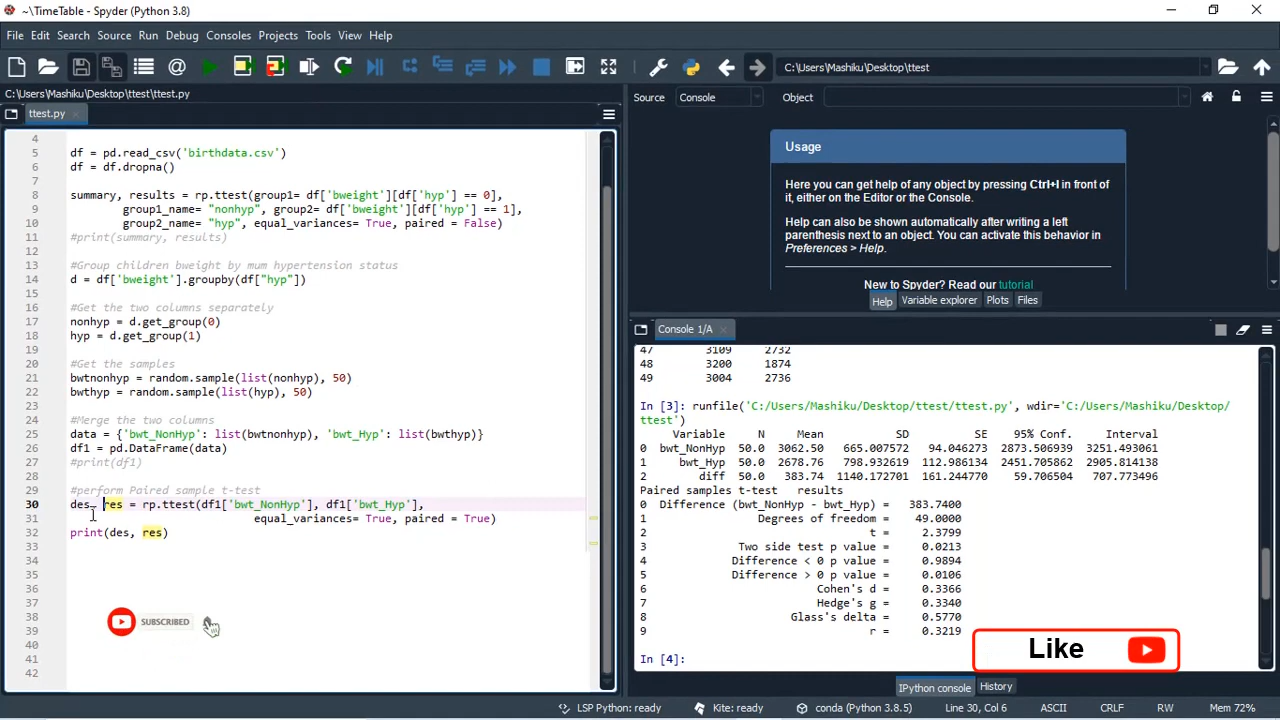 ~\TimeTable - Spyder (Python 3.8)
File Edit Search Source Run Debug Consoles Projects Tools View Help
C:\Users\Mashiku\Desktop\ttest
C:\Users\Mashiku\Desktop\ttest\ttest.py
Source Console Object
ttest.py
4
5 df = pd.read_csv('birthdata.csv')
6 df = df.dropna()
7
8 summary, results = rp.ttest(group1= df['bweight'][df['hyp'] == 0],
9 group1_name= "nonhyp", group2= df['bweight'][df['hyp'] == 1],
10 group2_name= "hyp", equal_variances= True, paired = False)
11 #print(summary, results)
12
13 #Group children bweight by mum hypertension status
14 d = df['bweight'].groupby(df["hyp"])
15
16 #Get the two columns separately
17 nonhyp = d.get_group(0)
18 hyp = d.get_group(1)
19
20 #Get the samples
21 bwtnonhyp = random.sample(list(nonhyp), 50)
22 bwthyp = random.sample(list(hyp), 50)
23
24 #Merge the two columns
25 data = {'bwt_NonHyp': list(bwtnonhyp), 'bwt_Hyp': list(bwthyp)}
26 df1 = pd.DataFrame(data)
27 #print(df1)
28
29 #perform Paired sample t-test
30 des, res = rp.ttest(df1['bwt_NonHyp'], df1['bwt_Hyp'],
31 equal_variances= True, paired = True)
32 print(des, res)
33
34
35
36
37
38
39
40
41
42
SUBSCRIBED
Usage
Here you can get help of any object by pressing Ctrl+I in front of
it, either on the Editor or the Console.
Help can also be shown automatically after writing a left
parenthesis next to an object. You can activate this behavior in
Preferences > Help.
New to Spyder? Read our tutorial
Help Variable explorer Plots Files
Console 1/A
47 3109 2732
48 3200 1874
49 3004 2736
In [3]: runfile('C:/Users/Mashiku/Desktop/ttest/ttest.py', wdir='C:/Users/Mashiku/Desktop/
ttest')
Variable N Mean SD SE 95% Conf. Interval
0 bwt_NonHyp 50.0 3062.50 665.007572 94.046273 2873.506939 3251.493061
1 bwt_Hyp 50.0 2678.76 798.932619 112.986134 2451.705862 2905.814138
2 diff 50.0 383.74 1140.172701 161.244770 59.706504 707.773496
Paired samples t-test results
0 Difference (bwt_NonHyp - bwt_Hyp) = 383.7400
1 Degrees of freedom = 49.0000
2 t = 2.3799
3 Two side test p value = 0.0213
4 Difference < 0 p value = 0.9894
5 Difference > 0 p value = 0.0106
6 Cohen's d = 0.3366
7 Hedge's g = 0.3340
8 Glass's delta = 0.5770
9 r = 0.3219
In [4]:
Like
IPython console History
LSP Python: ready Kite: ready conda (Python 3.8.5) Line 30, Col 6 ASCII CRLF RW Mem 72%